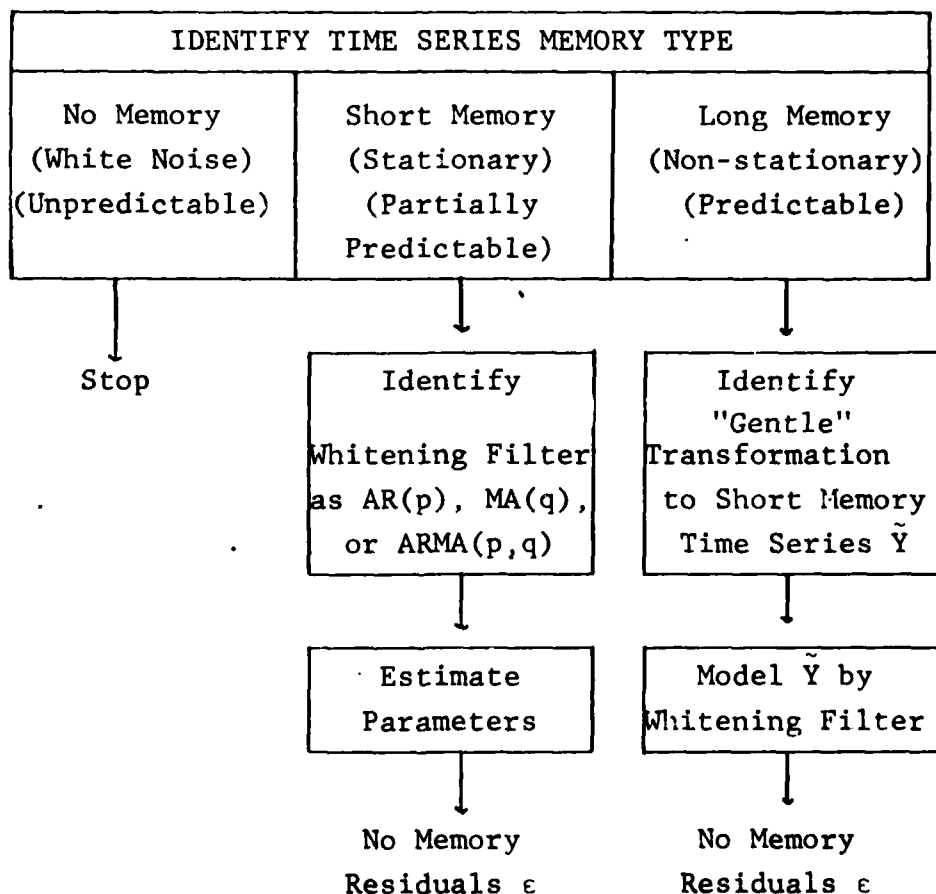 IDENTIFY TIME SERIES MEMORY TYPE
No Memory
(White Noise)
(Unpredictable)
Short Memory
(Stationary)
(Partially
Predictable)
Long Memory
(Non-stationary)
(Predictable)
Stop
Identify
Whitening Filter
as AR(p), MA(q),
or ARMA(p,q)
Identify
"Gentle"
Transformation
to Short Memory
Time Series Ỹ
Estimate
Parameters
Model Ỹ by
Whitening Filter
No Memory
Residuals ε
No Memory
Residuals ε